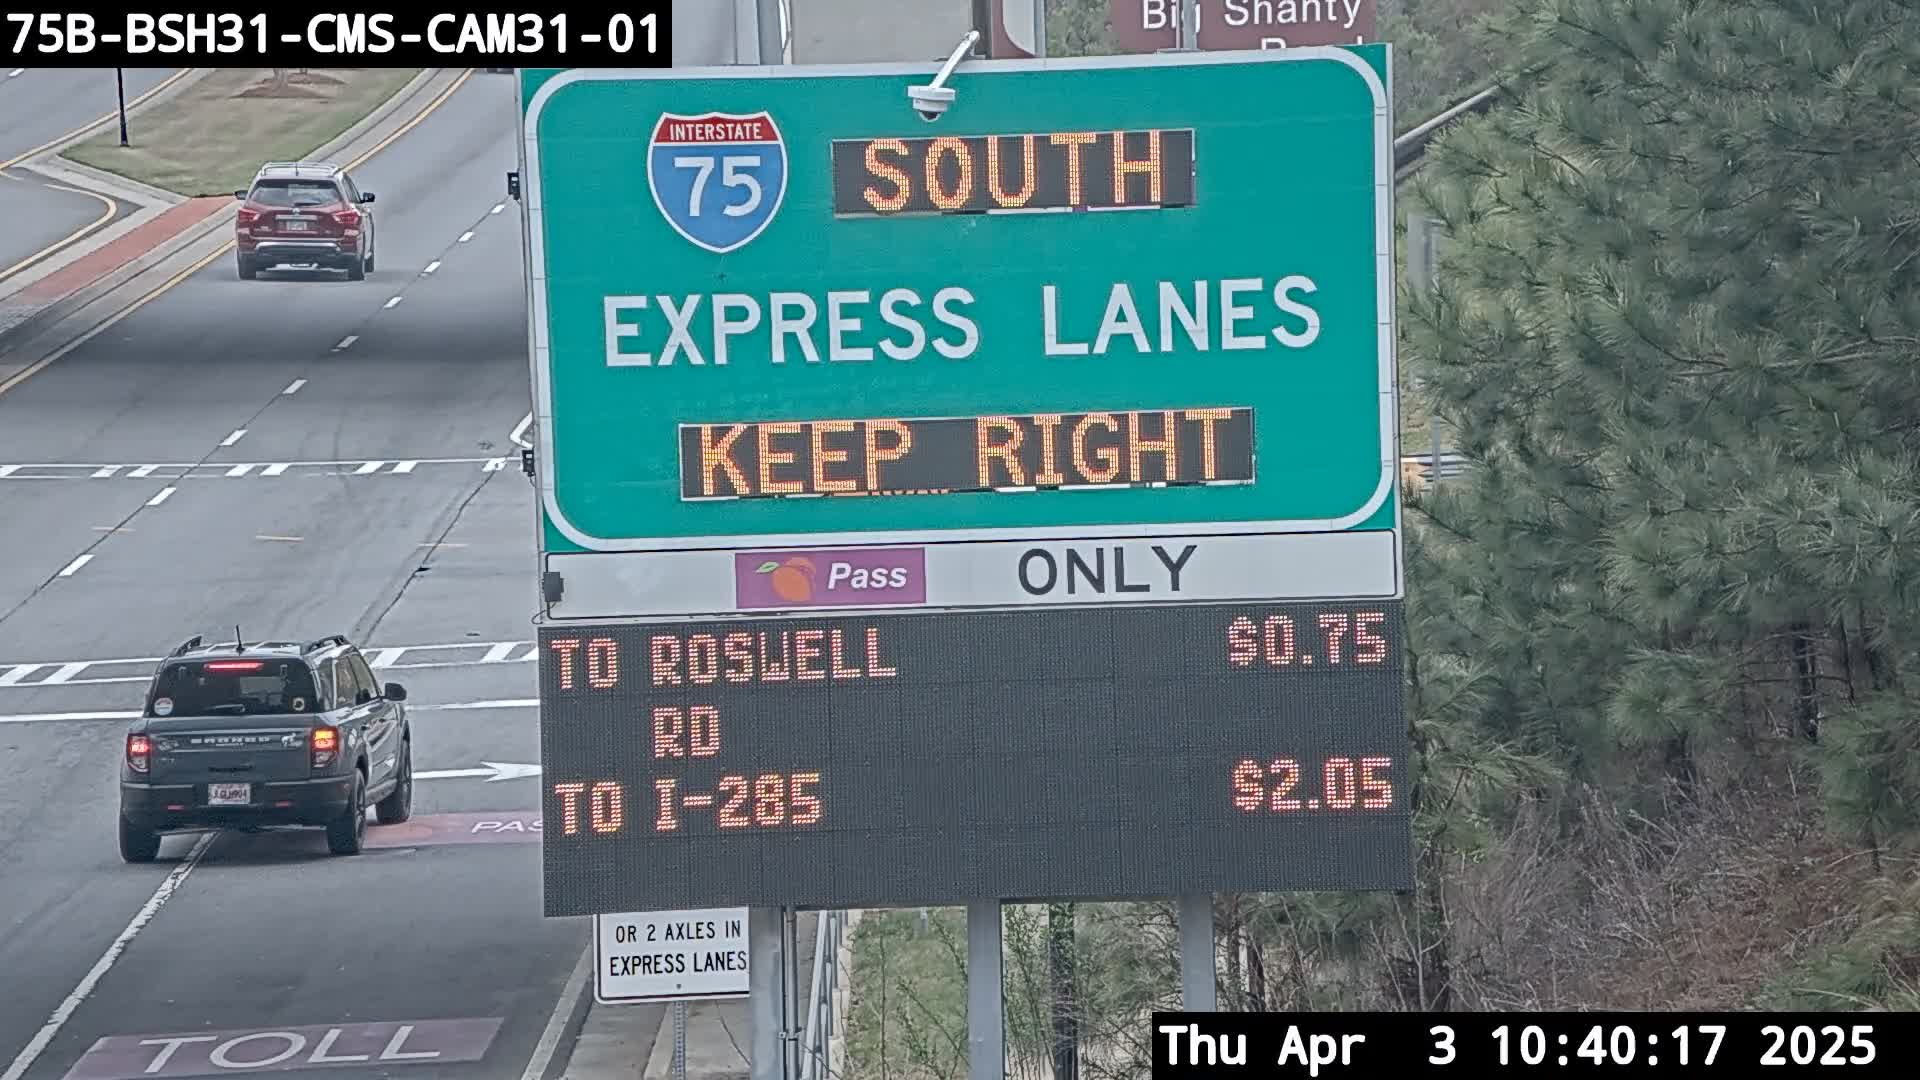 75B-BSH31-CMS-CAM31-01
Big Shanty
INTERSTATE
75
SOUTH
EXPRESS LANES
KEEP RIGHT
Pass ONLY
TO ROSWELL $0.75
RD
TO I-285 $2.05
BRONCO
OR 2 AXLES IN
EXPRESS LANES
TOLL
Thu Apr 3 10:40:17 2025